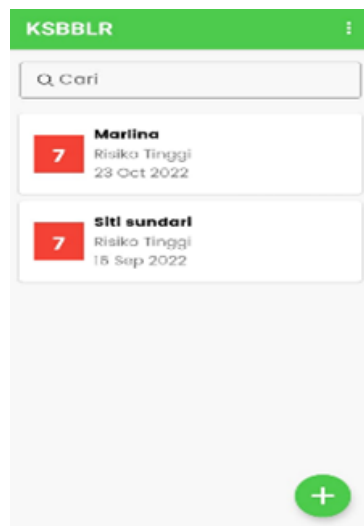 KSBBLR
Cari
7
Marlina
Risiko Tinggi
23 Oct 2022
7
Siti sundari
Risiko Tinggi
18 Sep 2022